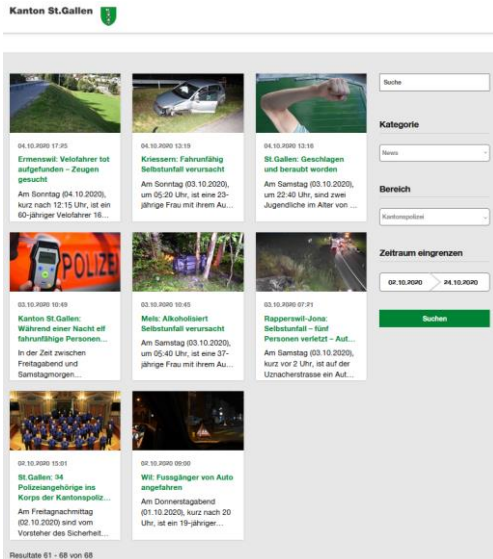 Kanton St.Gallen
04.10.2020 17:25
Ermenswil: Velofahrer tot
aufgefunden – Zeugen
gesucht
Am Sonntag (04.10.2020),
kurz nach 12:15 Uhr, ist ein
60-jähriger Velofahrer 16...
04.10.2020 13:19
Kriessern: Fahrunfähig
Selbstunfall verursacht
Am Sonntag (03.10.2020),
um 05:20 Uhr, ist eine 23-
jährige Frau mit ihrem Au...
04.10.2020 13:16
St.Gallen: Geschlagen
und beraubt worden
Am Samstag (03.10.2020),
um 22:40 Uhr, sind zwei
Jugendliche im Alter von ...
POLIZEI
03.10.2020 10:49
Kanton St.Gallen:
Während einer Nacht elf
fahrunfähige Personen...
In der Zeit zwischen
Freitagabend und
Samstagmorgen...
03.10.2020 10:45
Mels: Alkoholisiert
Selbstunfall verursacht
Am Samstag (03.10.2020),
um 05:40 Uhr, ist eine 37-
jährige Frau mit ihrem Au...
03.10.2020 07:21
Rapperswil-Jona:
Selbstunfall – fünf
Personen verletzt – Aut...
Am Samstag (03.10.2020),
kurz vor 2 Uhr, ist auf der
Uznacherstrasse ein Aut...
02.10.2020 15:01
St.Gallen: 34
Polizeiangehörige ins
Korps der Kantonspoliz...
Am Freitagnachmittag
(02.10.2020) sind vom
Vorsteher des Sicherheit...
02.10.2020 09:00
Wil: Fussgänger von Auto
angefahren
Am Donnerstagabend
(01.10.2020), kurz nach 20
Uhr, ist ein 19-jähriger...
Resultate 61 - 68 von 68
Suche
Kategorie
News
Bereich
Kantonspolizei
Zeitraum eingrenzen
02.10.2020 24.10.2020
Suchen